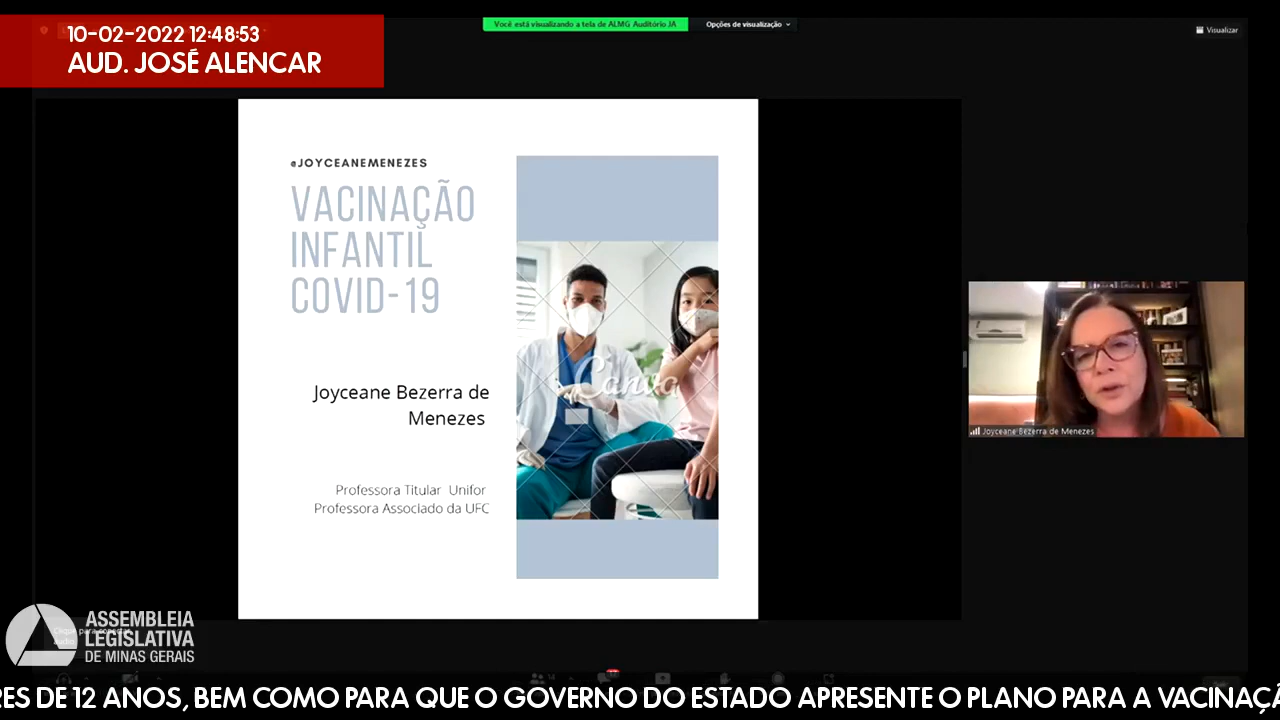 10-02-2022 12:48:53
AUD. JOSÉ ALENCAR
Você está visualizando a tela de ALMG Auditório JA
Opções de visualização
Visualizar
@JOYCEANEMENEZES
VACINAÇÃO
INFANTIL
COVID-19
Joyceane Bezerra de
Menezes
Professora Titular Unifor
Professora Associado da UFC
Canva
Joyceane Bezerra de Menezes
ASSEMBLEIA
LEGISLATIVA
DE MINAS GERAIS
14
RES DE 12 ANOS, BEM COMO PARA QUE O GOVERNO DO ESTADO APRESENTE O PLANO PARA A VACINAÇÃ